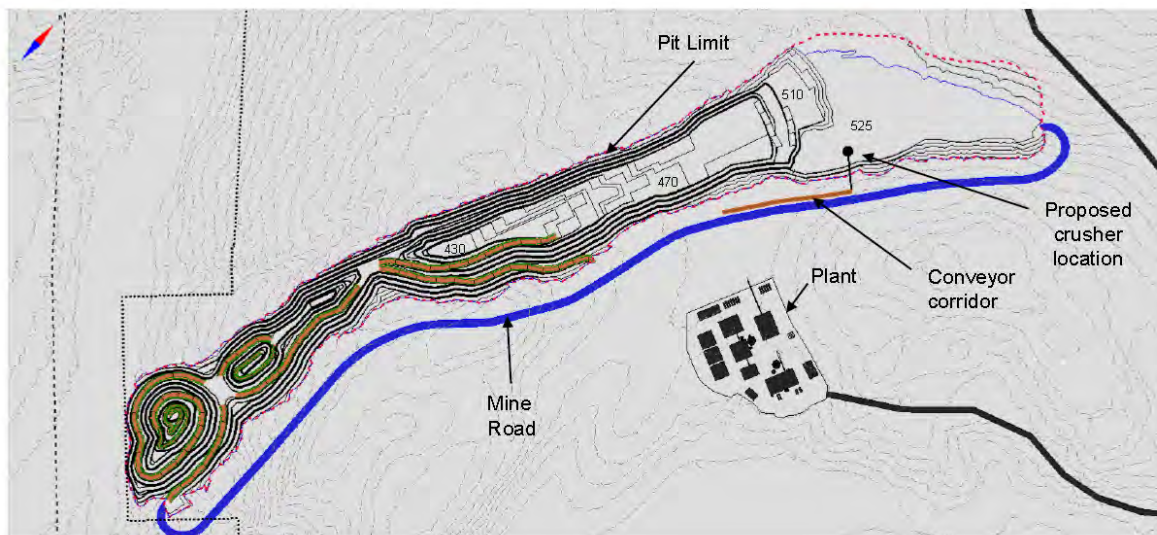 Pit Limit
510
525
470
430
Proposed
crusher
location
Conveyor
corridor
Plant
Mine
Road